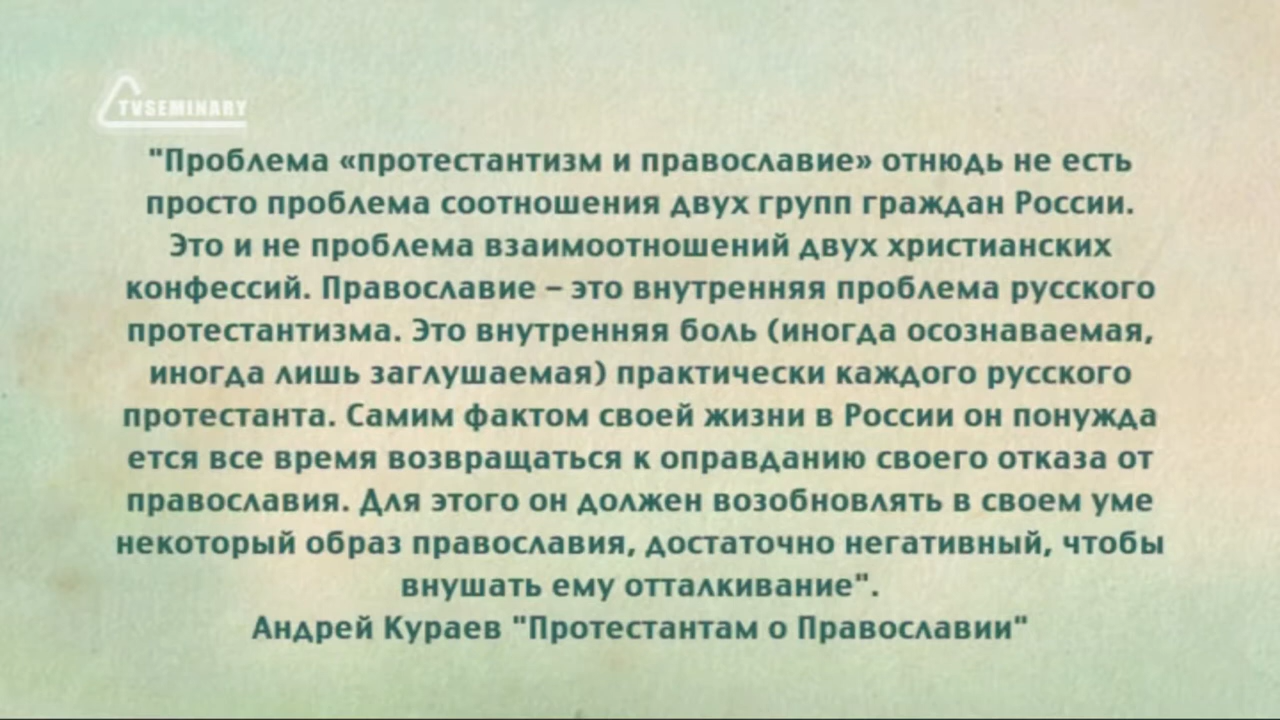 TVSEMINARY
"Проблема «протестантизм и православие» отнюдь не есть
просто проблема соотношения двух групп граждан России.
Это и не проблема взаимоотношений двух христианских
конфессий. Православие – это внутренняя проблема русского
протестантизма. Это внутренняя боль (иногда осознаваемая,
иногда лишь заглушаемая) практически каждого русского
протестанта. Самим фактом своей жизни в России он понужда
ется все время возвращаться к оправданию своего отказа от
православия. Для этого он должен возобновлять в своем уме
некоторый образ православия, достаточно негативный, чтобы
внушать ему отталкивание".
Андрей Кураев "Протестантам о Православии"